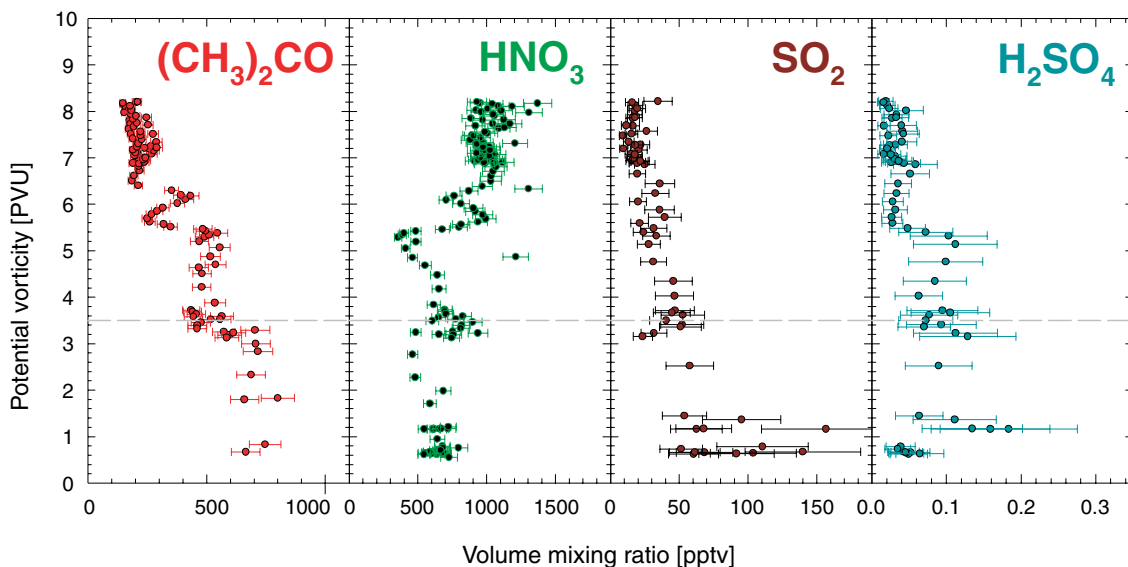 (CH3)2CO HNO3 SO2 H2SO4
Potential vorticity [PVU]
10
9
8
7
6
5
4
3
2
1
0
0 500 1000 0 500 1000 1500 0 50 100 150 0.0 0.1 0.2 0.3
Volume mixing ratio [pptv]